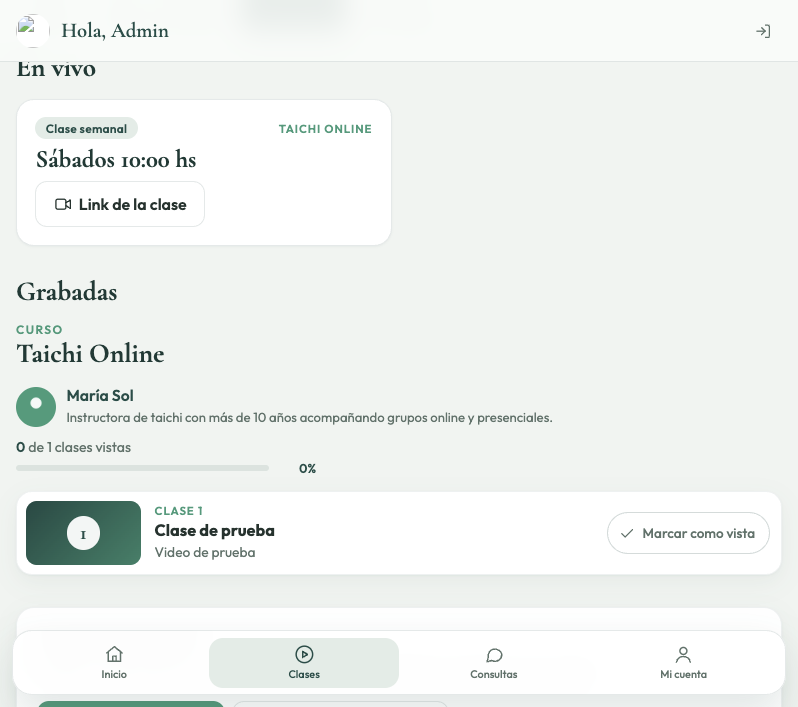 Hola, Admin
En vivo
Clase semanal
TAICHI ONLINE
Sábados 10:00 hs
Link de la clase
Grabadas
CURSO
Taichi Online
María Sol
Instructora de taichi con más de 10 años acompañando grupos online y presenciales.
0 de 1 clases vistas
0%
1
CLASE 1
Clase de prueba
Video de prueba
Marcar como vista
Inicio
Clases
Consultas
Mi cuenta